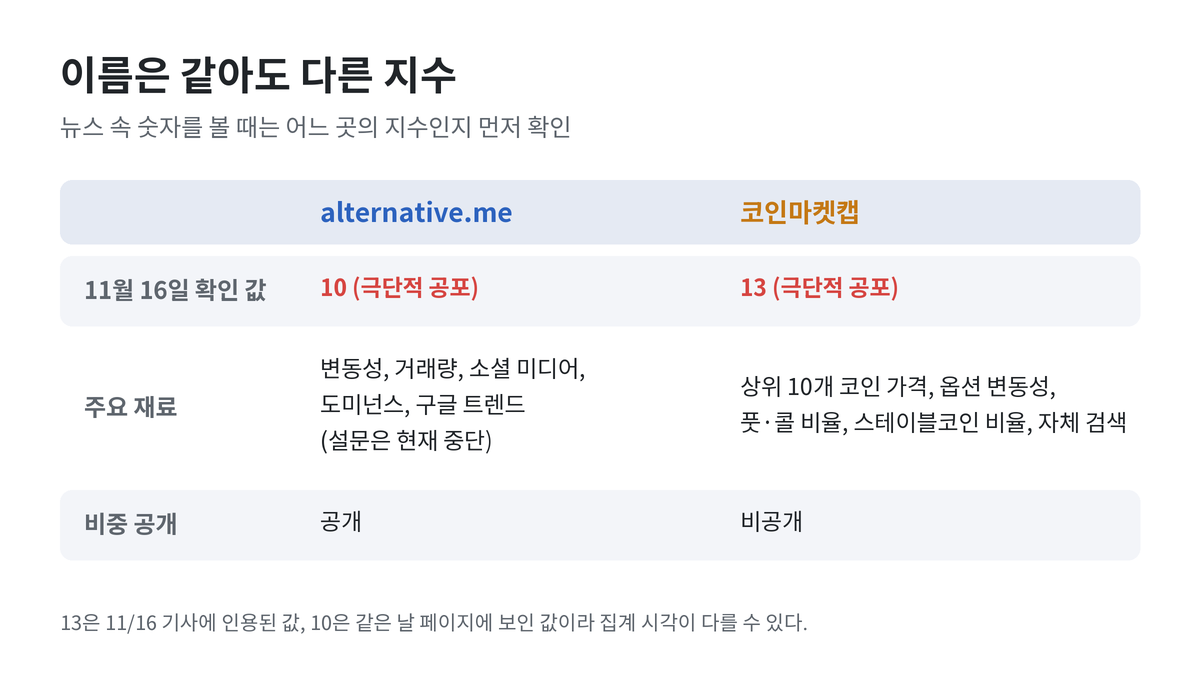 이름은 같아도 다른 지수
뉴스 속 숫자를 볼 때는 어느 곳의 지수인지 먼저 확인
alternative.me
코인마켓캡
11월 16일 확인 값
10 (극단적 공포)
13 (극단적 공포)
주요 재료
변동성, 거래량, 소셜 미디어,
도미넌스, 구글 트렌드
(설문은 현재 중단)
상위 10개 코인 가격, 옵션 변동성,
풋·콜 비율, 스테이블코인 비율, 자체 검색
비중 공개
공개
비공개
13은 11/16 기사에 인용된 값, 10은 같은 날 페이지에 보인 값이라 집계 시각이 다를 수 있다.